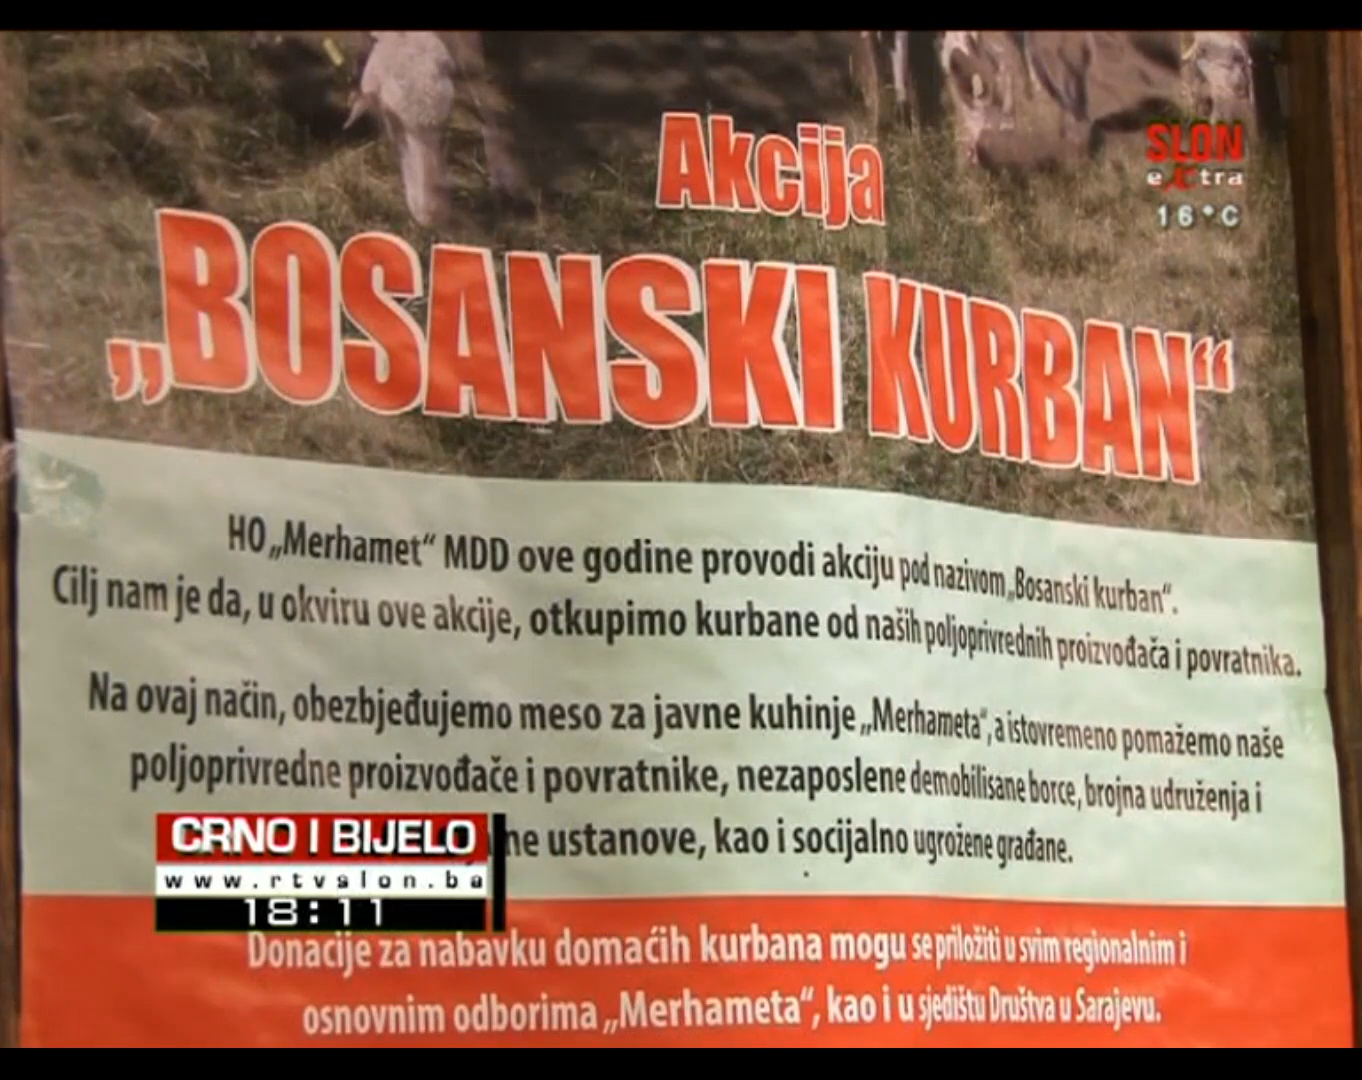 Akcija
SLON
extra
16°C
„BOSANSKI KURBAN“
HO „Merhamet“ MDD ove godine provodi akciju pod nazivom „Bosanski kurban“.
Cilj nam je da, u okviru ove akcije, otkupimo kurbane od naših poljoprivrednih proizvođača i povratnika.
Na ovaj način, obezbjeđujemo meso za javne kuhinje „Merhameta“, a istovremeno pomažemo naše
poljoprivredne proizvođače i povratnike, nezaposlene demobilisane borce, brojna udruženja i
ne ustanove, kao i socijalno ugrožene građane.
CRNO I BIJELO
www.rtvslon.ba
18:11
Donacije za nabavku domaćih kurbana mogu se priložiti u svim regionalnim i
osnovnim odborima „Merhameta“, kao i u sjedištu Društva u Sarajevu.